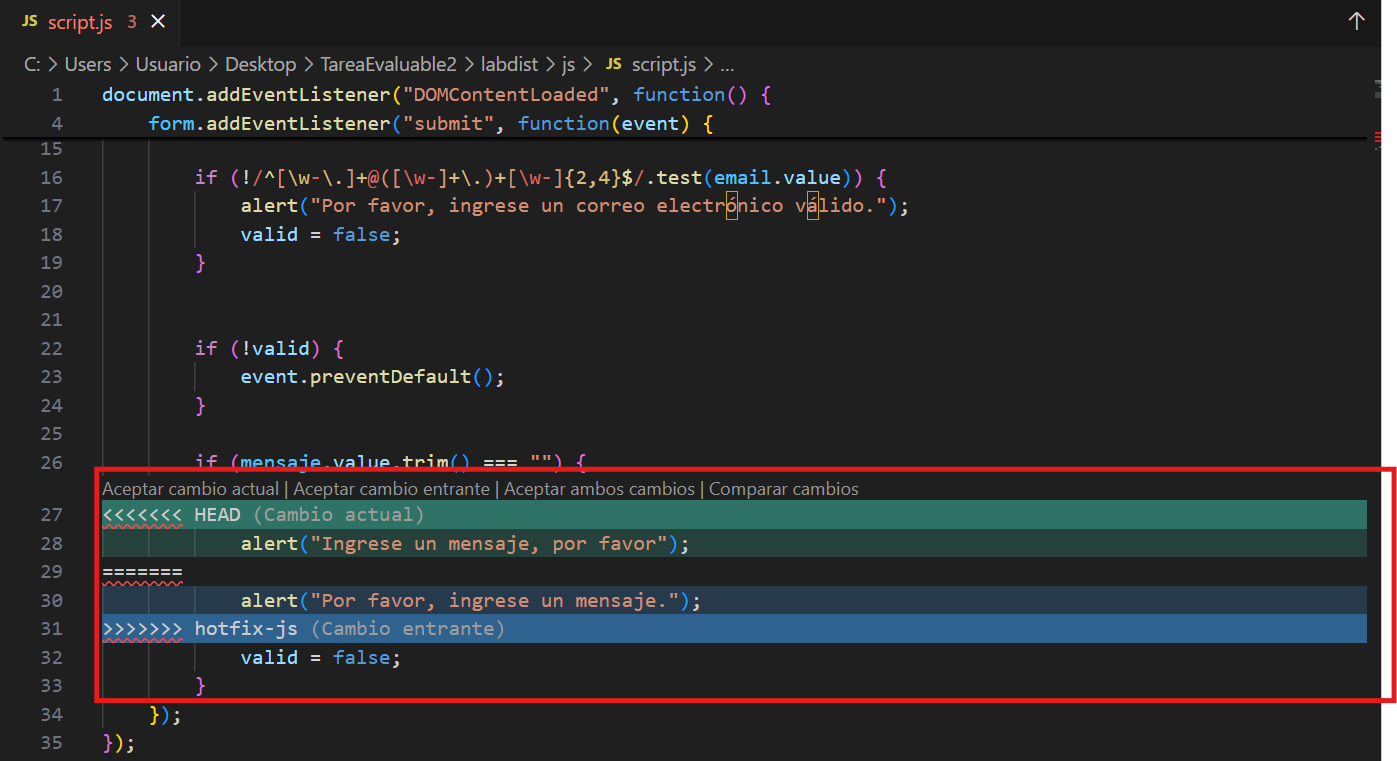 JS script.js 3 ×
C: > Users > Usuario > Desktop > TareaEvaluable2 > labdist > js > JS script.js > ...
1 document.addEventListener("DOMContentLoaded", function() {
4 form.addEventListener("submit", function(event) {
15
16 if (!/^[\w-\.]+@([\w-]+\.)+[\w-]{2,4}$/.test(email.value)) {
17 alert("Por favor, ingrese un correo electrónico válido.");
18 valid = false;
19 }
20
21
22 if (!valid) {
23 event.preventDefault();
24 }
25
26 if (mensaje.value.trim() === "") {
Aceptar cambio actual | Aceptar cambio entrante | Aceptar ambos cambios | Comparar cambios
27 <<<<<<< HEAD (Cambio actual)
28 alert("Ingrese un mensaje, por favor");
29 =======
30 alert("Por favor, ingrese un mensaje.");
31 >>>>>>> hotfix-js (Cambio entrante)
32 valid = false;
33 }
34 });
35 });